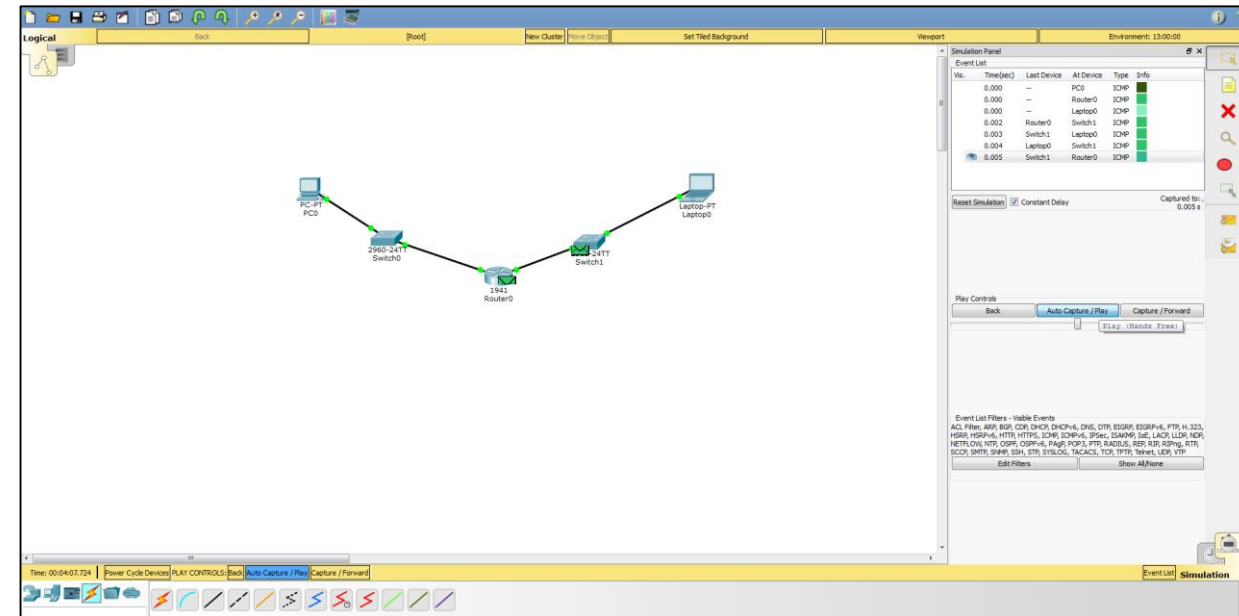 Logical
Back
[Root]
New Cluster
Move Object
Set Tiled Background
Viewport
Environment: 13:00:00
PC-PT
PC0
2960-24TT
Switch0
1941
Router0
-24TT
Switch1
Laptop-PT
Laptop0
Simulation Panel
Event List
Vis. Time(sec) Last Device At Device Type Info
0.000 -- PC0 ICMP
0.000 -- Router0 ICMP
0.000 -- Laptop0 ICMP
0.002 Router0 Switch1 ICMP
0.003 Switch1 Laptop0 ICMP
0.004 Laptop0 Switch1 ICMP
0.005 Switch1 Router0 ICMP
Reset Simulation Constant Delay
Captured to:
0.005 s
Play Controls
Back Auto Capture / Play Capture / Forward
Play (Hands Free)
Event List Filters - Visible Events
ACL Filter, ARP, BGP, CDP, DHCP, DHCPv6, DNS, DTP, EIGRP, EIGRPv6, FTP, H.323,
HSRP, HSRPv6, HTTP, HTTPS, ICMP, ICMPv6, IPSec, ISAKMP, IoE, LACP, LLDP, NDP,
NETFLOW, NTP, OSPF, OSPFv6, PAgP, POP3, PTP, RADIUS, REP, RIP, RIPng, RTP,
SCCP, SMTP, SNMP, SSH, STP, SYSLOG, TACACS, TCP, TFTP, Telnet, UDP, VTP
Edit Filters Show All/None
Time: 00:04:07.724 Power Cycle Devices PLAY CONTROLS: Back Auto Capture / Play Capture / Forward
Event List Simulation